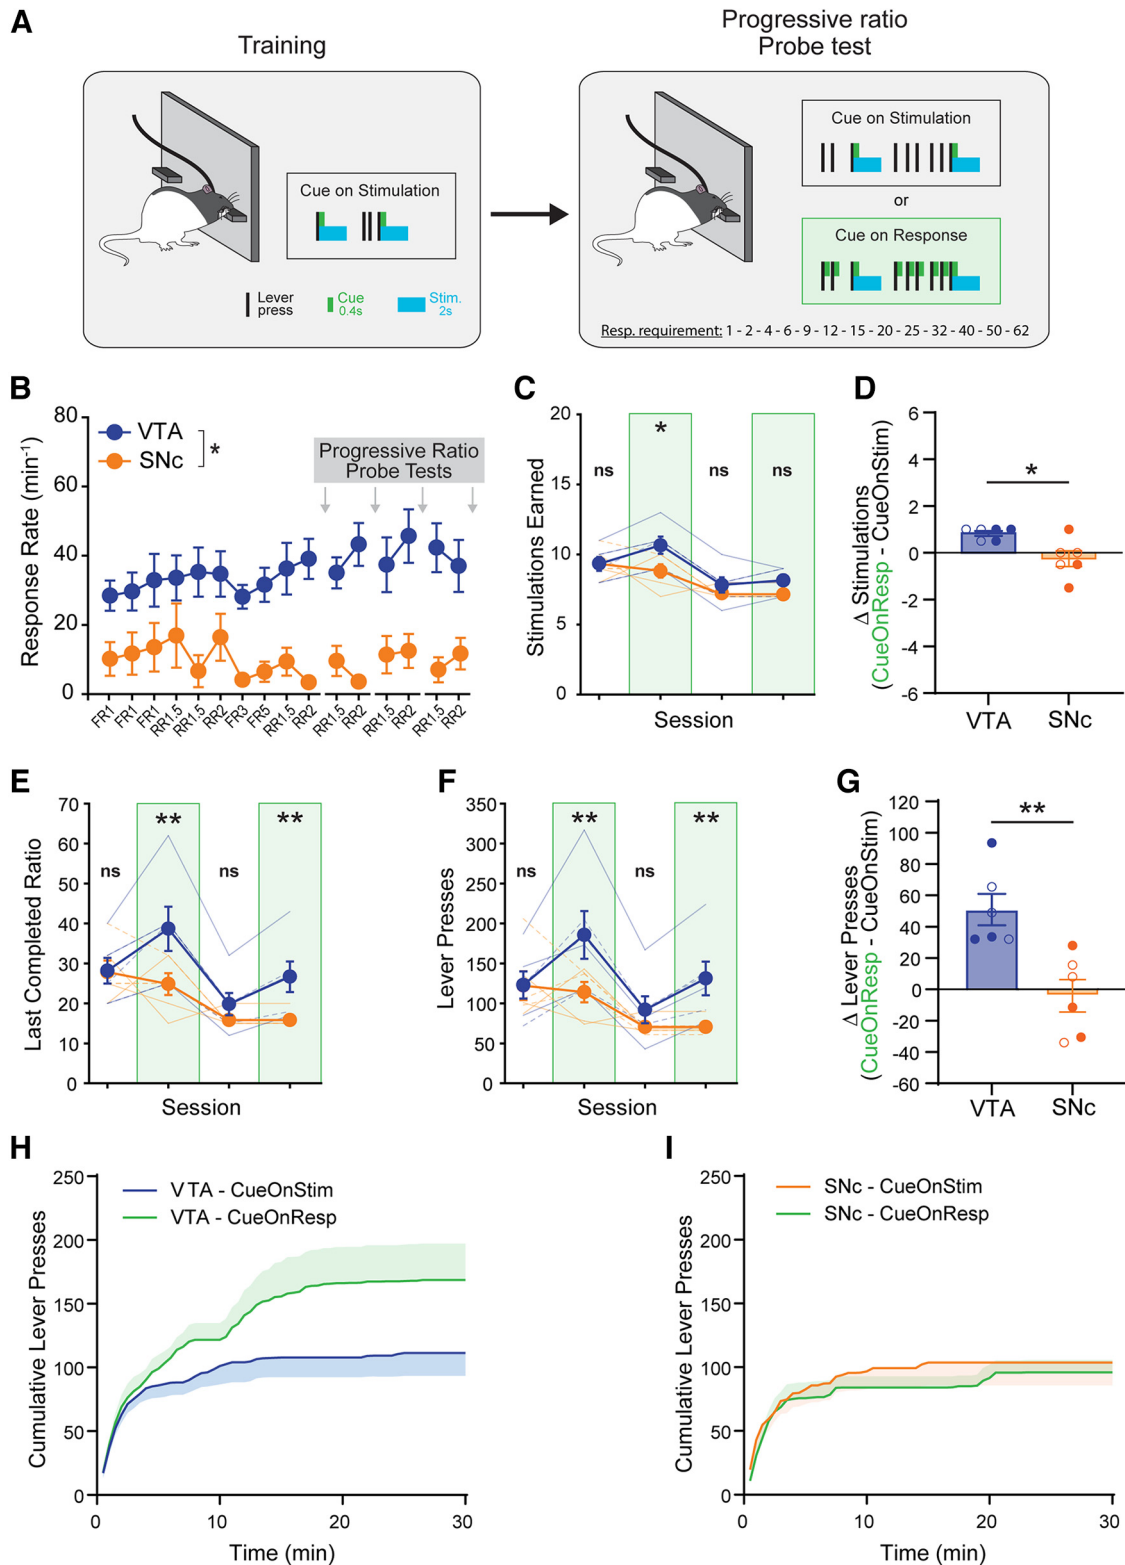 A
Training
Progressive ratio
Probe test
Cue on Stimulation
Lever
press
Cue
0.4s
Stim.
2s
Cue on Stimulation
or
Cue on Response
Resp. requirement: 1 - 2 - 4 - 6 - 9 - 12 - 15 - 20 - 25 - 32 - 40 - 50 - 62
B
Response Rate (min⁻¹)
80
60
40
20
0
VTA
SNc
*
Progressive Ratio
Probe Tests
FR1
FR1
FR1
RR1.5
RR1.5
RR2
FR3
FR5
RR1.5
RR2
RR1.5
RR2
RR1.5
RR2
RR1.5
RR2
C
Stimulations Earned
20
15
10
5
0
ns
*
ns
ns
Session
D
Δ Stimulations
(CueOnResp - CueOnStim)
6
4
2
0
-2
-4
-6
*
VTA
SNc
E
Last Completed Ratio
70
60
50
40
30
20
10
0
ns
**
ns
**
Session
F
Lever Presses
350
300
250
200
150
100
50
0
ns
**
ns
**
Session
G
Δ Lever Presses
(CueOnResp - CueOnStim)
120
100
80
60
40
20
0
-20
-40
-60
**
VTA
SNc
H
Cumulative Lever Presses
250
200
150
100
50
0
VTA - CueOnStim
VTA - CueOnResp
0
10
20
30
Time (min)
I
Cumulative Lever Presses
250
200
150
100
50
0
SNc - CueOnStim
SNc - CueOnResp
0
10
20
30
Time (min)